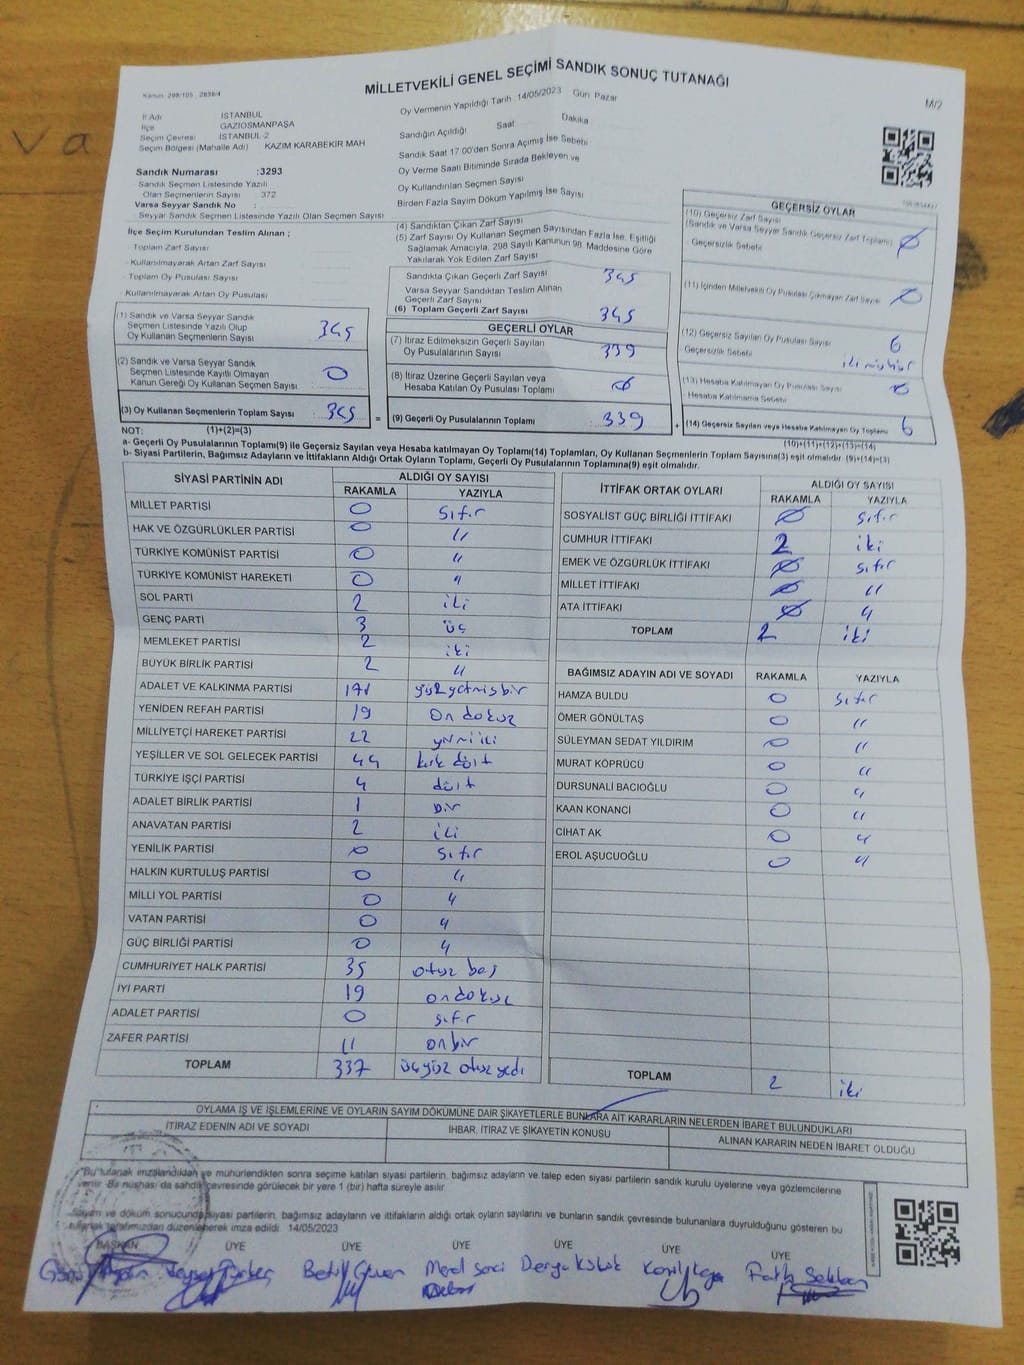 MİLLETVEKİLİ GENEL SEÇİMİ SANDIK SONUÇ TUTANAĞI
M/2
İl Adı İSTANBUL
İlçe GAZİOSMANPAŞA
Seçim Çevresi İSTANBUL-2
Seçim Bölgesi (Mahalle Adı) KAZIM KARABEKİR MAH
Oy Vermenin Yapıldığı Tarih 14/05/2023 Gün Pazar
Sandığın Açıldığı Saat Dakika
Sandık Saat 17:00'den Sonra Açımış İse Sebebi
Oy Verme Saati Bitiminde Sırada Bekleyen ve
Oy Kullandırılan Seçmen Sayısı
Birden Fazla Sayım Döküm Yapılmış İse Sayısı
Sandık Numarası :3293
Sandık Seçmen Listesinde Yazılı
Olan Seçmenlerin Sayısı : 372
Varsa Seyyar Sandık No :
Seyyar Sandık Seçmen Listesinde Yazılı Olan Seçmen Sayısı
İlçe Seçim Kurulundan Teslim Alınan ;
Toplam Zarf Sayısı
Kullanılmayarak Artan Zarf Sayısı
Toplam Oy Pusulası Sayısı
Kullanılmayarak Artan Oy Pusulası
(1) Sandık ve Varsa Seyyar Sandık
Seçmen Listesinde Yazılı Olup
Oy Kullanan Seçmenlerin Sayısı 345
(2) Sandık ve Varsa Seyyar Sandık
Seçmen Listesinde Kayıtlı Olmayan
Kanun Gereği Oy Kullanan Seçmen Sayısı 0
(3) Oy Kullanan Seçmenlerin Toplam Sayısı 345
(4) Sandıktan Çıkan Zarf Sayısı
(5) Zarf Sayısı Oy Kullanan Seçmen Sayısından Fazla İse, Eşitliği
Sağlamak Amacıyla, 298 Sayılı Kanunun 98. Maddesine Göre
Yakılarak Yok Edilen Zarf Sayısı
Sandıkta Çıkan Geçerli Zarf Sayısı 345
Varsa Seyyar Sandıktan Teslim Alınan
Geçerli Zarf Sayısı
(6) Toplam Geçerli Zarf Sayısı 345
GEÇERLİ OYLAR
(7) İtiraz Edilmeksizin Geçerli Sayılan
Oy Pusulalarının Sayısı 339
(8) İtiraz Üzerine Geçerli Sayılan veya
Hesaba Katılan Oy Pusulası Toplamı 0
= (9) Geçerli Oy Pusulalarının Toplamı 339
GEÇERSİZ OYLAR
(10) Geçersiz Zarf Sayısı
(Sandık ve Varsa Seyyar Sandık Geçersiz Zarf Toplamı) 0
Geçersizlik Sebebi
(11) İçinden Milletvekili Oy Pusulası Çıkmayan Zarf Sayısı 0
(12) Geçersiz Sayılan Oy Pusulası Sayısı 6
Geçersizlik Sebebi iki mühür
(13) Hesaba Katılmayan Oy Pusulası Sayısı 0
Hesaba Katılmama Sebebi
+ (14) Geçersiz Sayılan veya Hesaba Katılmayan Oy Toplamı 6
NOT: (1)+(2)=(3) (10)+(11)+(12)+(13)=(14)
a- Geçerli Oy Pusulalarının Toplamı(9) ile Geçersiz Sayılan veya Hesaba katılmayan Oy Toplamı(14) Toplamları, Oy Kullanan Seçmenlerin Toplam Sayısına(3) eşit olmalıdır. (9)+(14)=(3)
b- Siyasi Partilerin, Bağımsız Adayların ve İttifakların Aldığı Ortak Oyların Toplamı, Geçerli Oy Pusulalarının Toplamına(9) eşit olmalıdır.
SİYASİ PARTİNİN ADI ALDIĞI OY SAYISI
RAKAMLA YAZIYLA
MİLLET PARTİSİ 0 sıfır
HAK VE ÖZGÜRLÜKLER PARTİSİ 0 "
TÜRKİYE KOMÜNİST PARTİSİ 0 "
TÜRKİYE KOMÜNİST HAREKETİ 0 "
SOL PARTİ 2 iki
GENÇ PARTİ 3 üç
MEMLEKET PARTİSİ 2 iki
BÜYÜK BİRLİK PARTİSİ 2 "
ADALET VE KALKINMA PARTİSİ 171 yüz yetmiş bir
YENİDEN REFAH PARTİSİ 19 on dokuz
MİLLİYETÇİ HAREKET PARTİSİ 22 yirmi iki
YEŞİLLER VE SOL GELECEK PARTİSİ 44 kırk dört
TÜRKİYE İŞÇİ PARTİSİ 4 dört
ADALET BİRLİK PARTİSİ 1 bir
ANAVATAN PARTİSİ 2 iki
YENİLİK PARTİSİ 0 sıfır
HALKIN KURTULUŞ PARTİSİ 0 "
MİLLİ YOL PARTİSİ 0 "
VATAN PARTİSİ 0 "
GÜÇ BİRLİĞİ PARTİSİ 0 "
CUMHURİYET HALK PARTİSİ 35 otuz beş
İYİ PARTİ 19 on dokuz
ADALET PARTİSİ 0 sıfır
ZAFER PARTİSİ 11 on bir
TOPLAM 337 üçyüz otuz yedi
İTTİFAK ORTAK OYLARI ALDIĞI OY SAYISI
RAKAMLA YAZIYLA
SOSYALİST GÜÇ BİRLİĞİ İTTİFAKI 0 sıfır
CUMHUR İTTİFAKI 2 iki
EMEK VE ÖZGÜRLÜK İTTİFAKI 0 sıfır
MİLLET İTTİFAKI 0 "
ATA İTTİFAKI 0 "
TOPLAM 2 iki
BAĞIMSIZ ADAYIN ADI VE SOYADI RAKAMLA YAZIYLA
HAMZA BULDU 0 sıfır
ÖMER GÖNÜLTAŞ 0 "
SÜLEYMAN SEDAT YILDIRIM 0 "
MURAT KÖPRÜCÜ 0 "
DURSUNALİ BACIOĞLU 0 "
KAAN KONANCİ 0 "
CİHAT AK 0 "
EROL AŞUCUOĞLU 0 "
TOPLAM 2 iki
OYLAMA İŞ VE İŞLEMLERİNE VE OYLARIN SAYIM DÖKÜMÜNE DAİR ŞİKAYETLERLE BUNLARA AİT KARARLARIN NELERDEN İBARET BULUNDUKLARI
İTİRAZ EDENİN ADI VE SOYADI İHBAR, İTİRAZ VE ŞİKAYETİN KONUSU ALINAN KARARIN NEDEN İBARET OLDUĞU
Bu tutanak imzalandıktan ve mühürlendikten sonra seçime katılan siyasi partilerin, bağımsız adayların ve talep eden siyasi partilerin sandık kurulu üyelerine veya gözlemcilerine
verilir. Bir nüshası da sandık çevresinde görülecek bir yere 1 (bir) hafta süreyle asılır.
Sayım ve döküm sonucunda siyasi partilerin, bağımsız adayların ve ittifakların aldığı ortak oyların sayılarını ve bunların sandık çevresinde bulunanlara duyrulduğunu gösteren bu
tutanak tarafımızdan düzenlenerek imza edildi. 14/05/2023
BAŞKAN ÜYE ÜYE ÜYE ÜYE ÜYE ÜYE